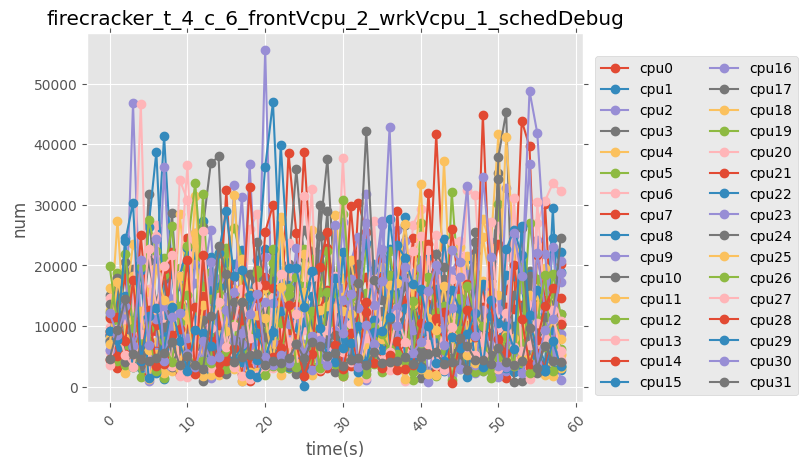 firecracker_t_4_c_6_frontVcpu_2_wrkVcpu_1_schedDebug
50000
40000
30000
20000
10000
0
num
0
10
20
30
40
50
60
time(s)
cpu0
cpu1
cpu2
cpu3
cpu4
cpu5
cpu6
cpu7
cpu8
cpu9
cpu10
cpu11
cpu12
cpu13
cpu14
cpu15
cpu16
cpu17
cpu18
cpu19
cpu20
cpu21
cpu22
cpu23
cpu24
cpu25
cpu26
cpu27
cpu28
cpu29
cpu30
cpu31